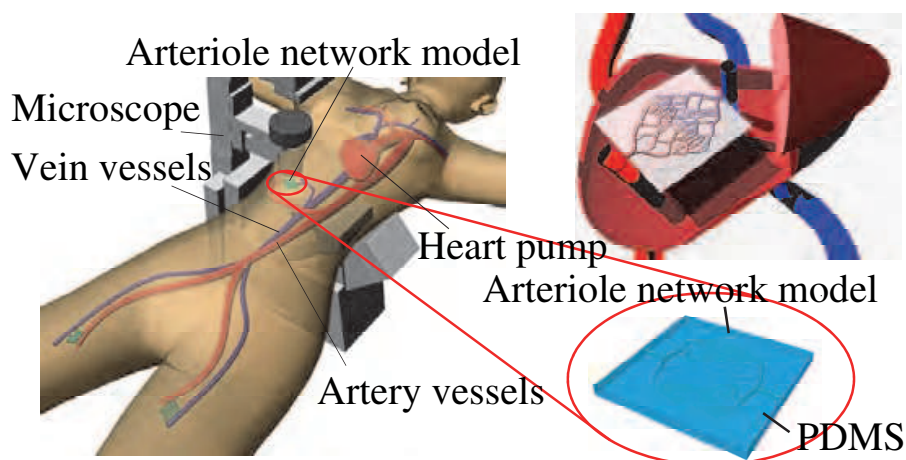 Arteriole network model
Microscope
Vein vessels
Heart pump
Arteriole network model
Artery vessels
PDMS